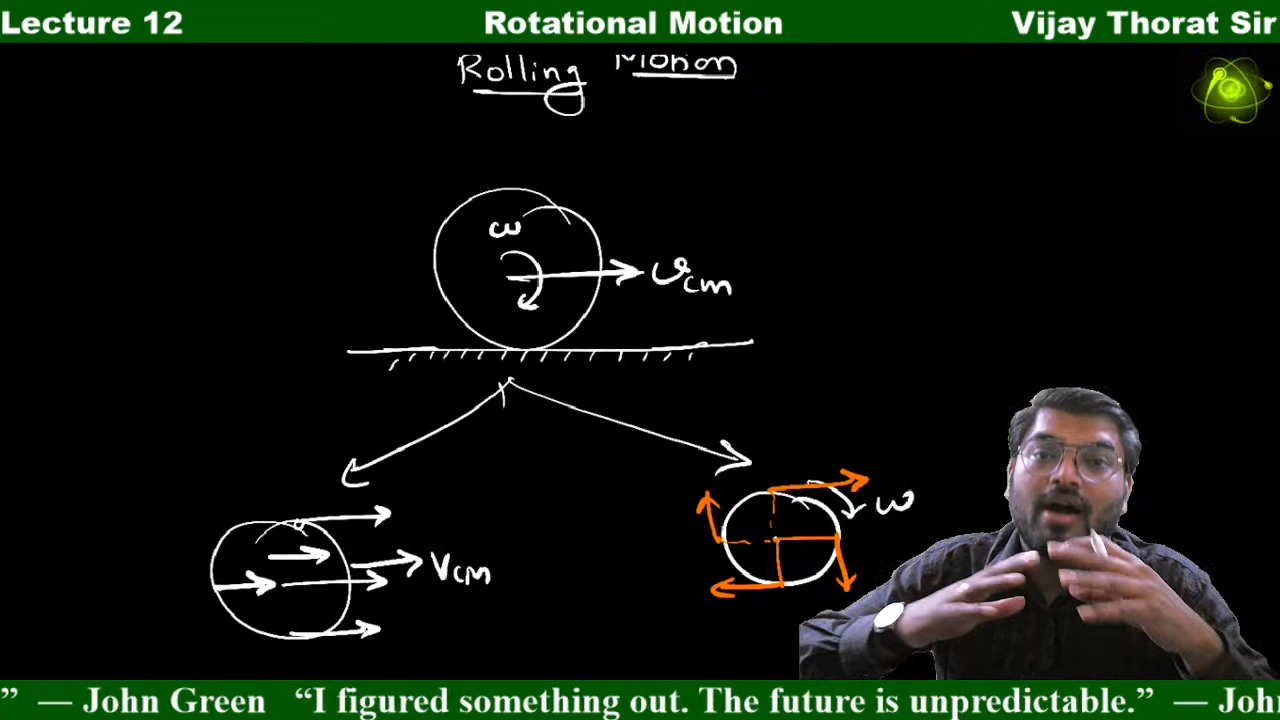 Lecture 12
Rotational Motion
Vijay Thorat Sir
Rolling Motion
ω
vcm
Vcm
ω
” — John Green “I figured something out. The future is unpredictable.” — Joh